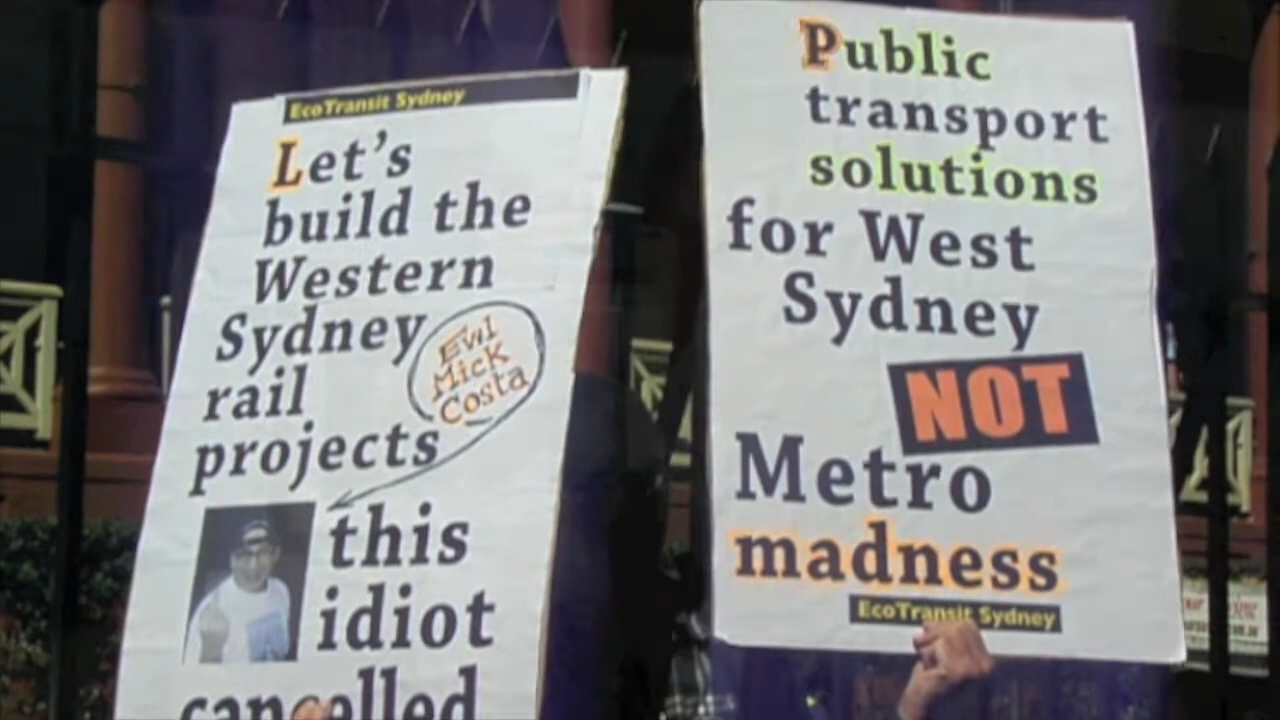 EcoTransit Sydney
Let's
build the
Western
Sydney
rail
projects
Evil
Mick
Costa
this
idiot
cancelled
Public
transport
solutions
for West
Sydney
NOT
Metro
madness
EcoTransit Sydney